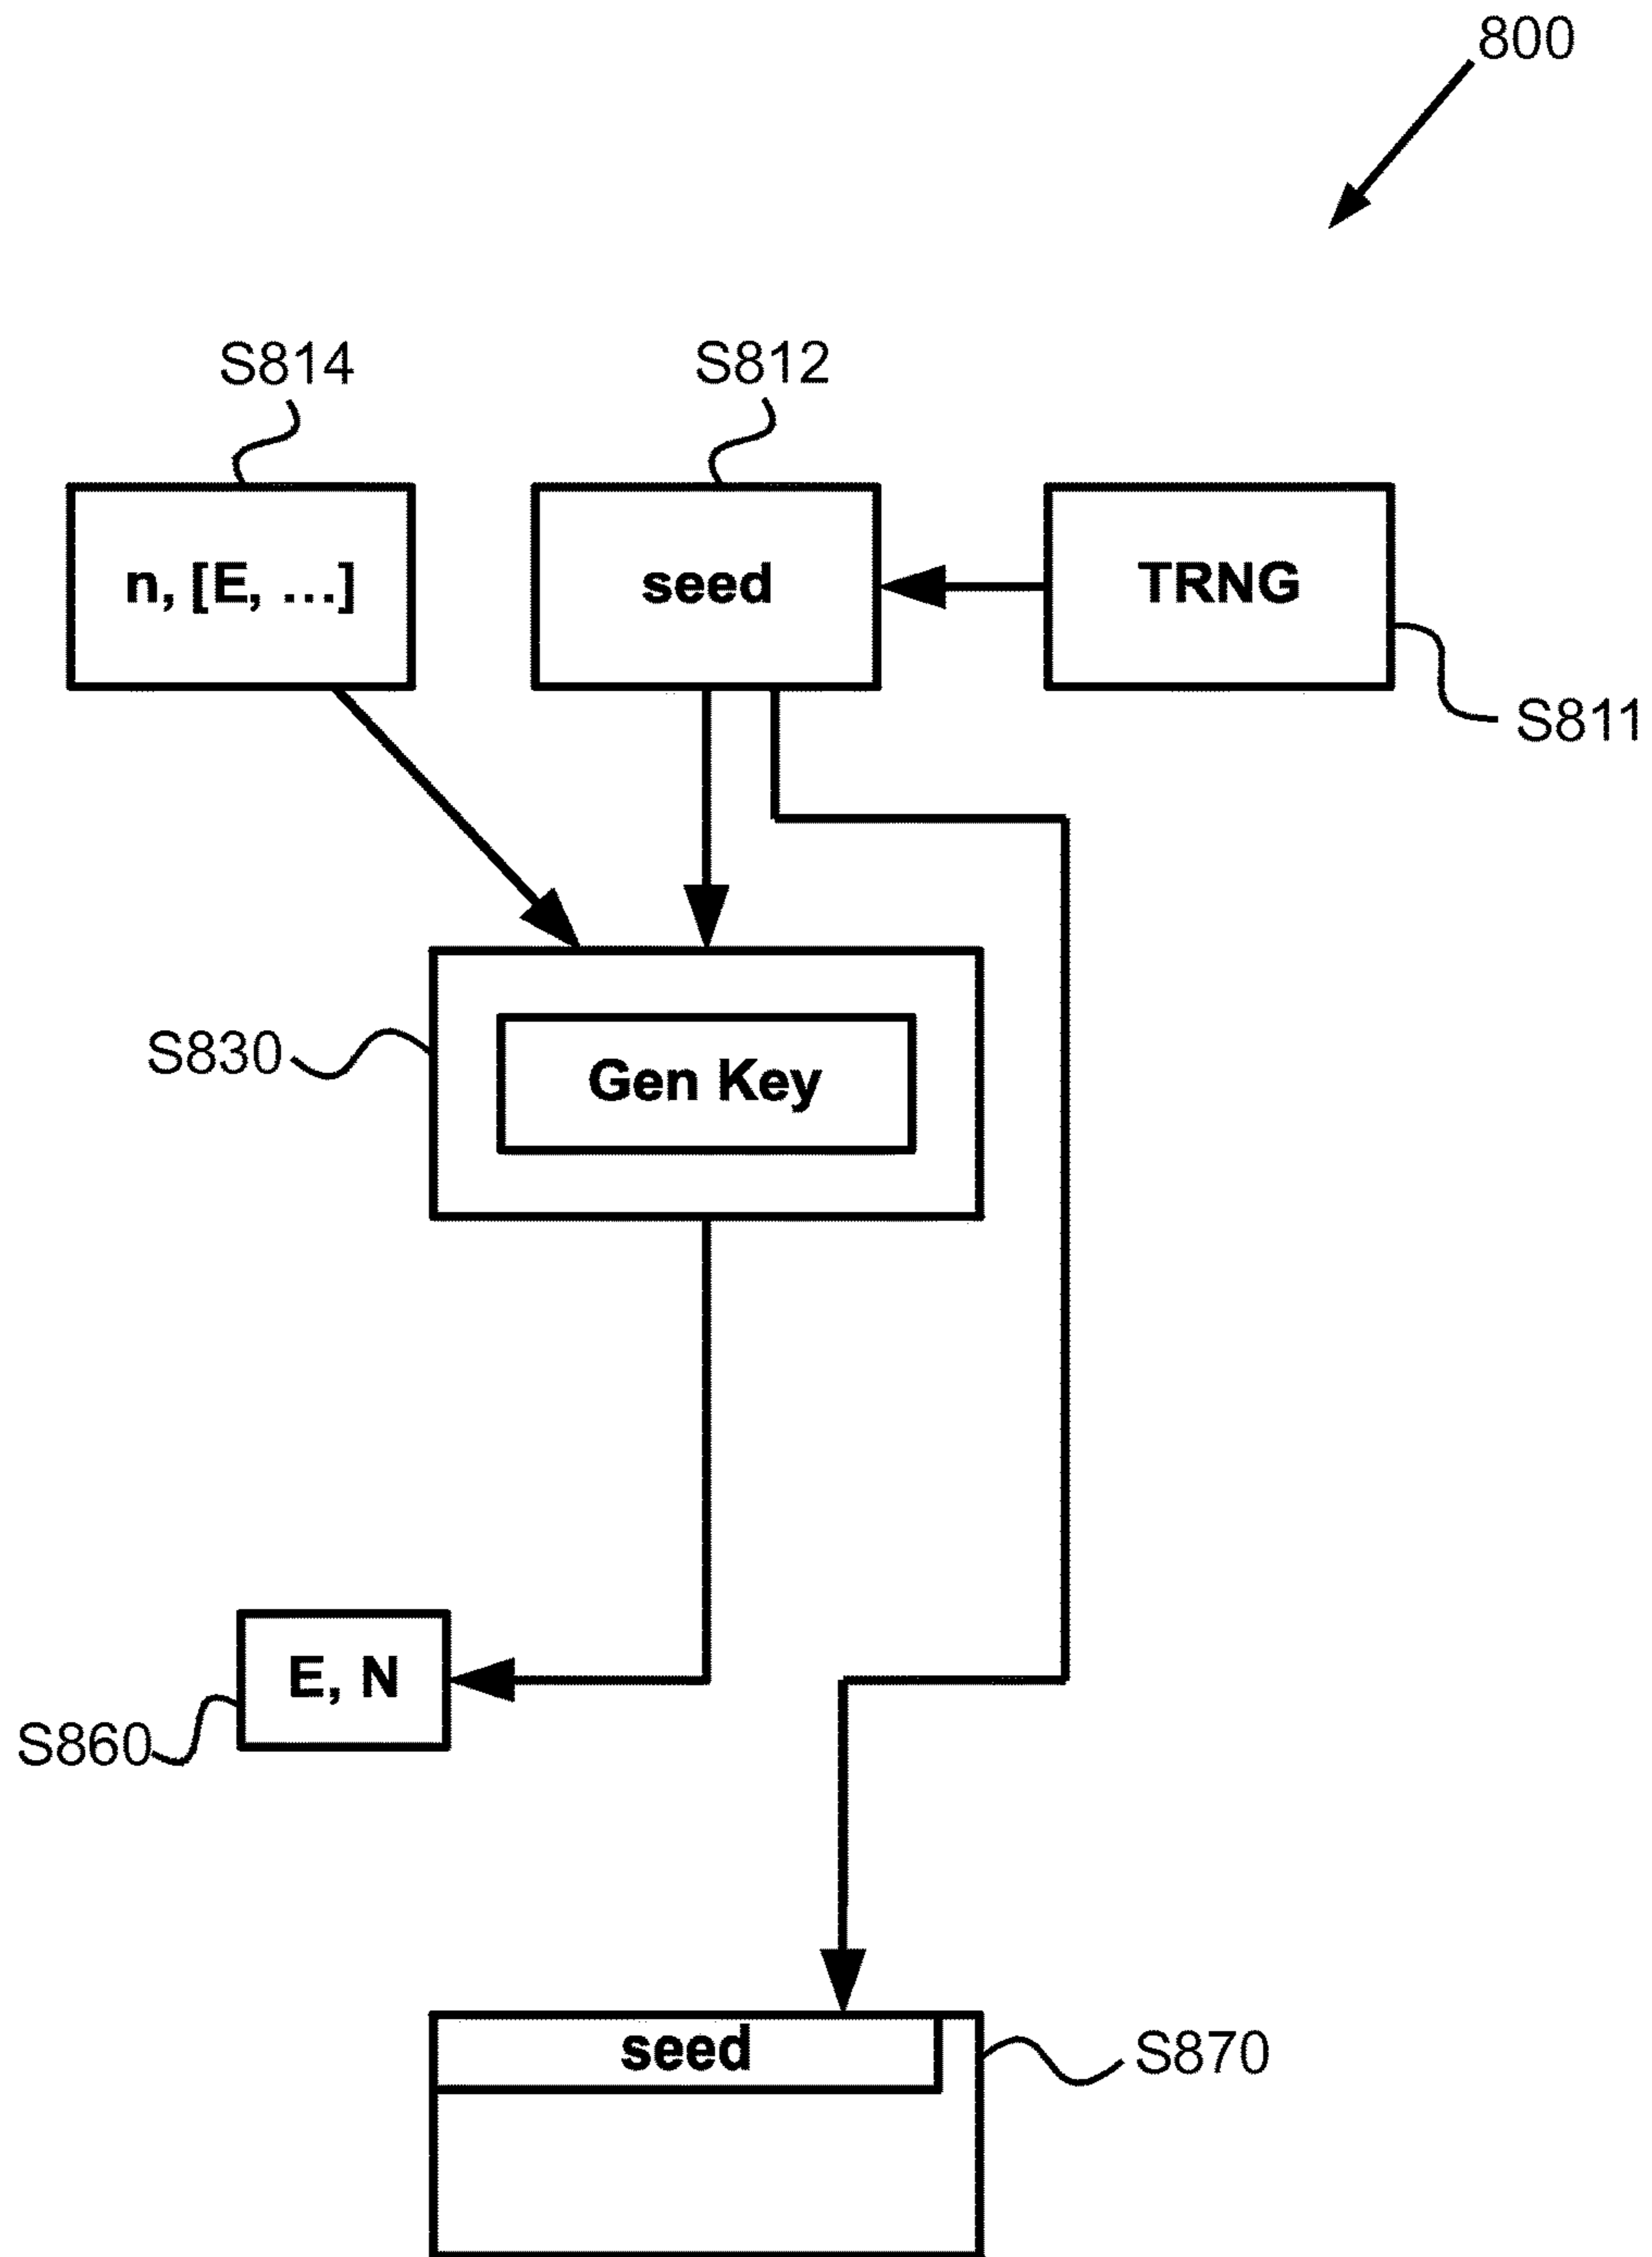 800
S814
S812
n, [E, ...]
seed
TRNG
S811
S830
Gen Key
E, N
S860
seed
S870